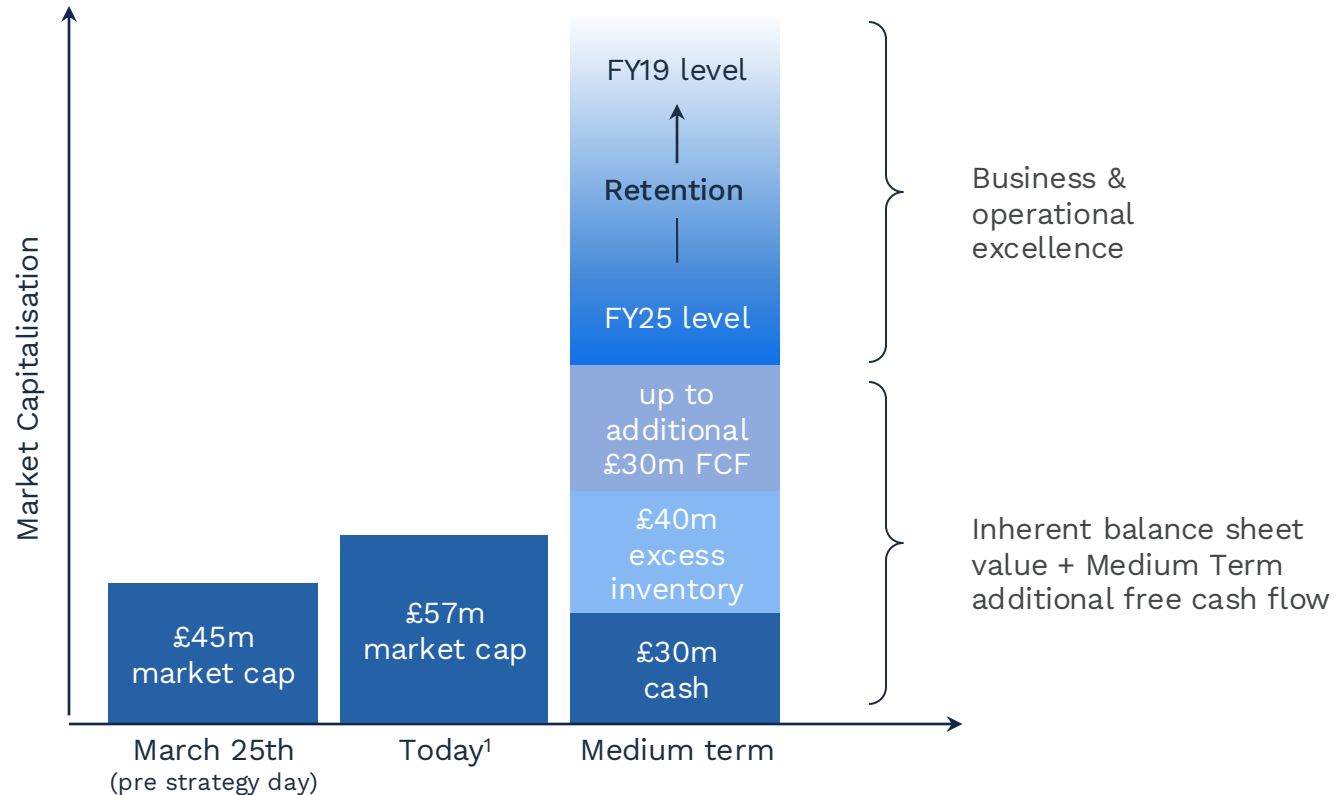 Market Capitalisation
£45m
market cap
March 25th
(pre strategy day)
£57m
market cap
Today¹
FY19 level
Retention
FY25 level
up to
additional
£30m FCF
£40m
excess
inventory
£30m
cash
Medium term
Business &
operational
excellence
Inherent balance sheet
value + Medium Term
additional free cash flow